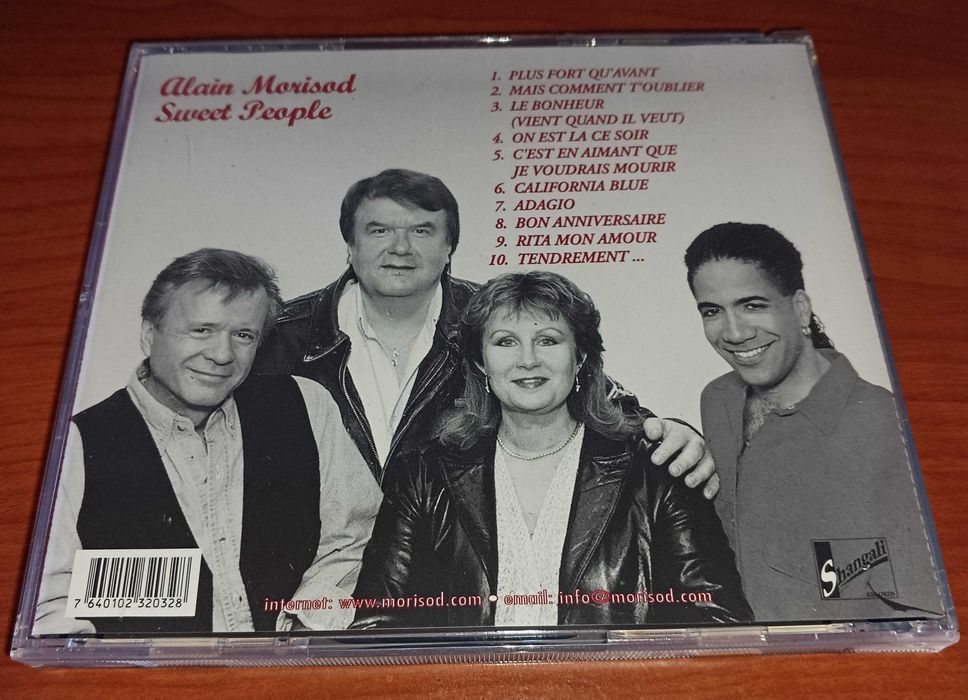 Alain Morisod
Sweet People
1. PLUS FORT QU'AVANT
2. MAIS COMMENT T'OUBLIER
3. LE BONHEUR
(VIENT QUAND IL VEUT)
4. ON EST LA CE SOIR
5. C'EST EN AIMANT QUE
JE VOUDRAIS MOURIR
6. CALIFORNIA BLUE
7. ADAGIO
8. BON ANNIVERSAIRE
9. RITA MON AMOUR
10. TENDREMENT ...
Shangali
7 640102 320328
internet: www.morisod.com • email: info@morisod.com